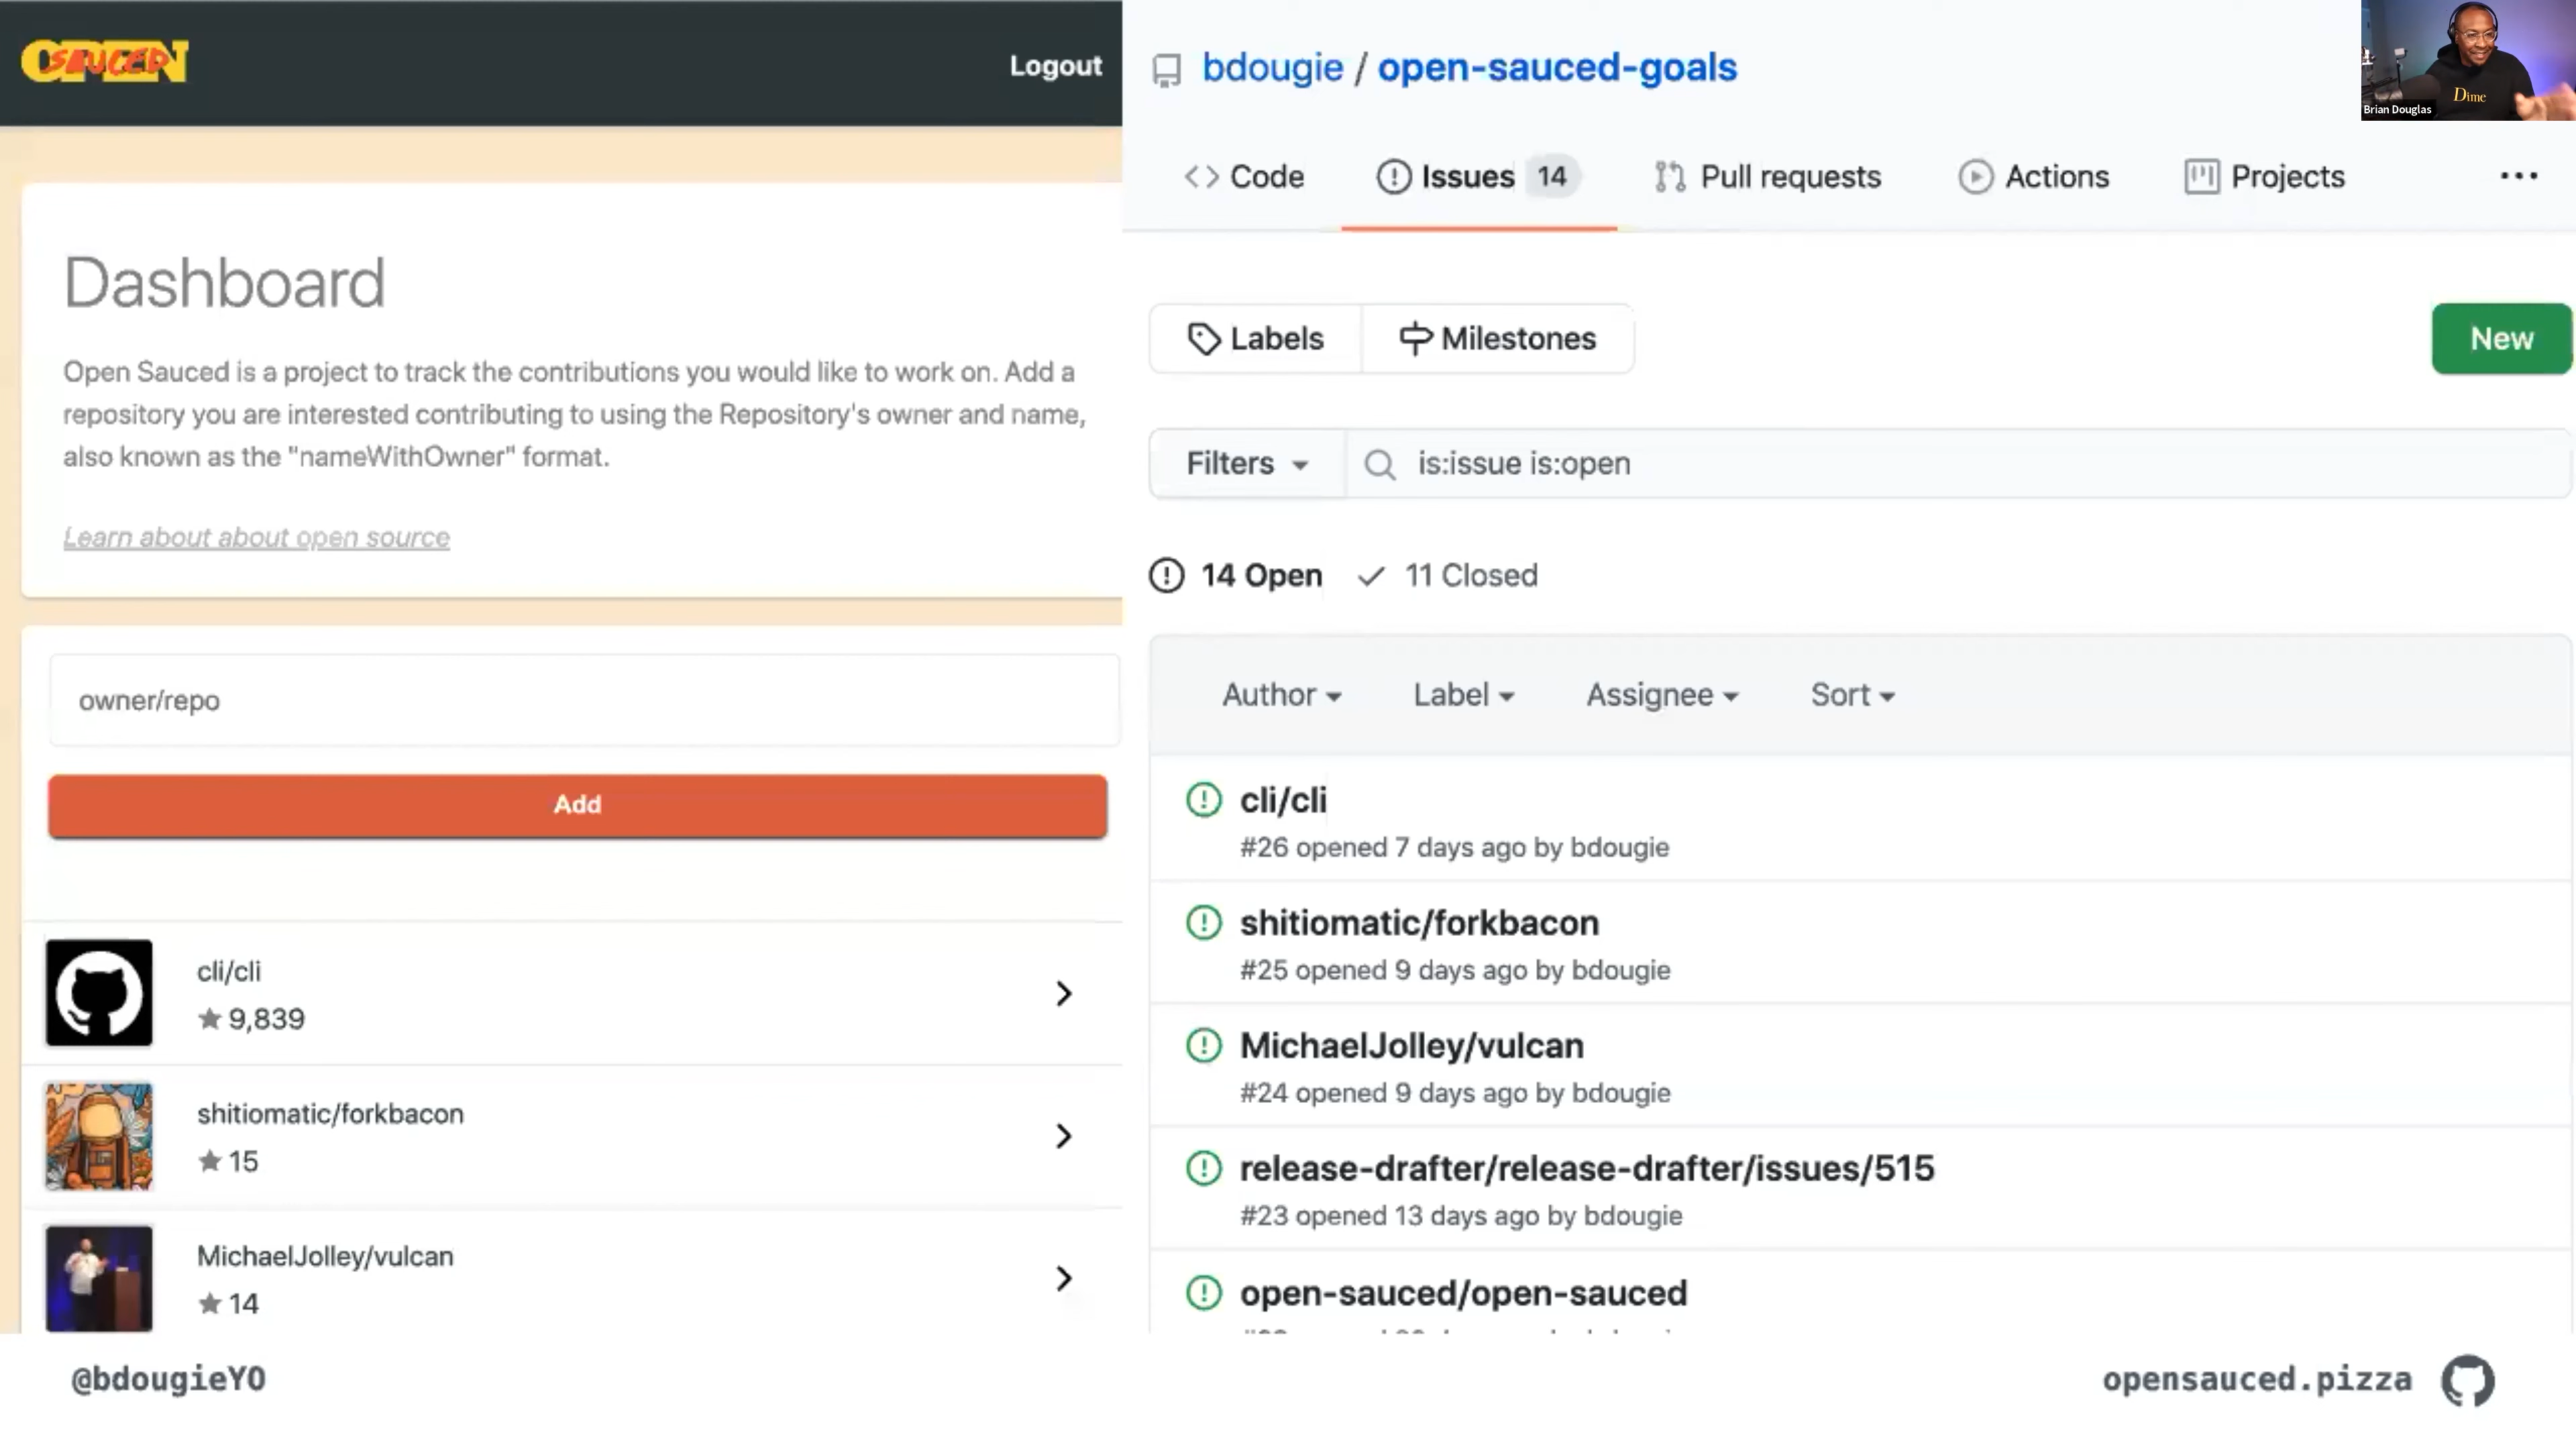 OPEN SAUCED
Logout
Dashboard
Open Sauced is a project to track the contributions you would like to work on. Add a
repository you are interested contributing to using the Repository's owner and name,
also known as the "nameWithOwner" format.
Learn about about open source
owner/repo
Add
cli/cli
9,839
shitiomatic/forkbacon
15
MichaelJolley/vulcan
14
bdougie / open-sauced-goals
Code
Issues 14
Pull requests
Actions
Projects
Labels
Milestones
New
Filters
is:issue is:open
14 Open
11 Closed
Author
Label
Assignee
Sort
cli/cli
#26 opened 7 days ago by bdougie
shitiomatic/forkbacon
#25 opened 9 days ago by bdougie
MichaelJolley/vulcan
#24 opened 9 days ago by bdougie
release-drafter/release-drafter/issues/515
#23 opened 13 days ago by bdougie
open-sauced/open-sauced
Dime
Brian Douglas
@bdougieYO
opensauced.pizza